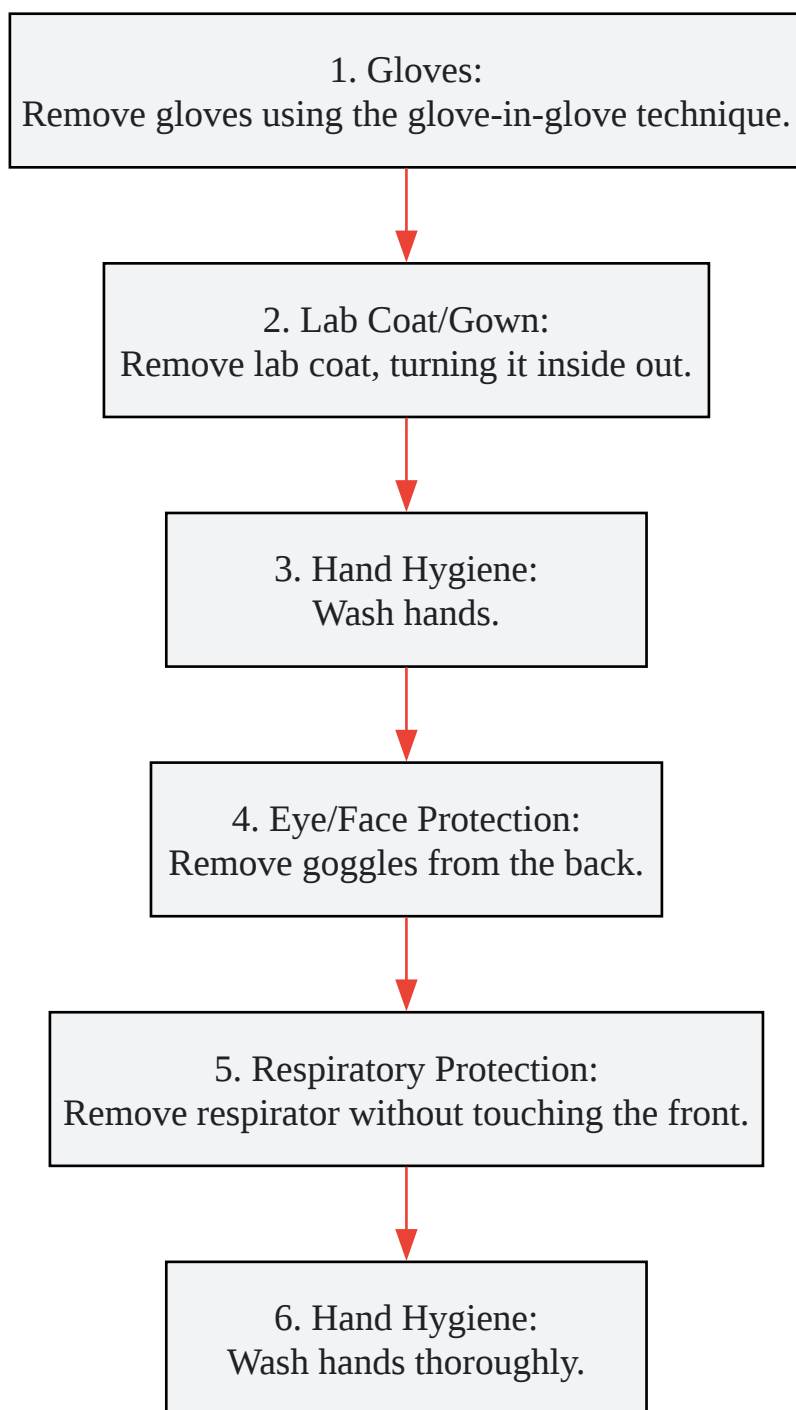 1. Gloves:
Remove gloves using the glove-in-glove technique.
2. Lab Coat/Gown:
Remove lab coat, turning it inside out.
3. Hand Hygiene:
Wash hands.
4. Eye/Face Protection:
Remove goggles from the back.
5. Respiratory Protection:
Remove respirator without touching the front.
6. Hand Hygiene:
Wash hands thoroughly.